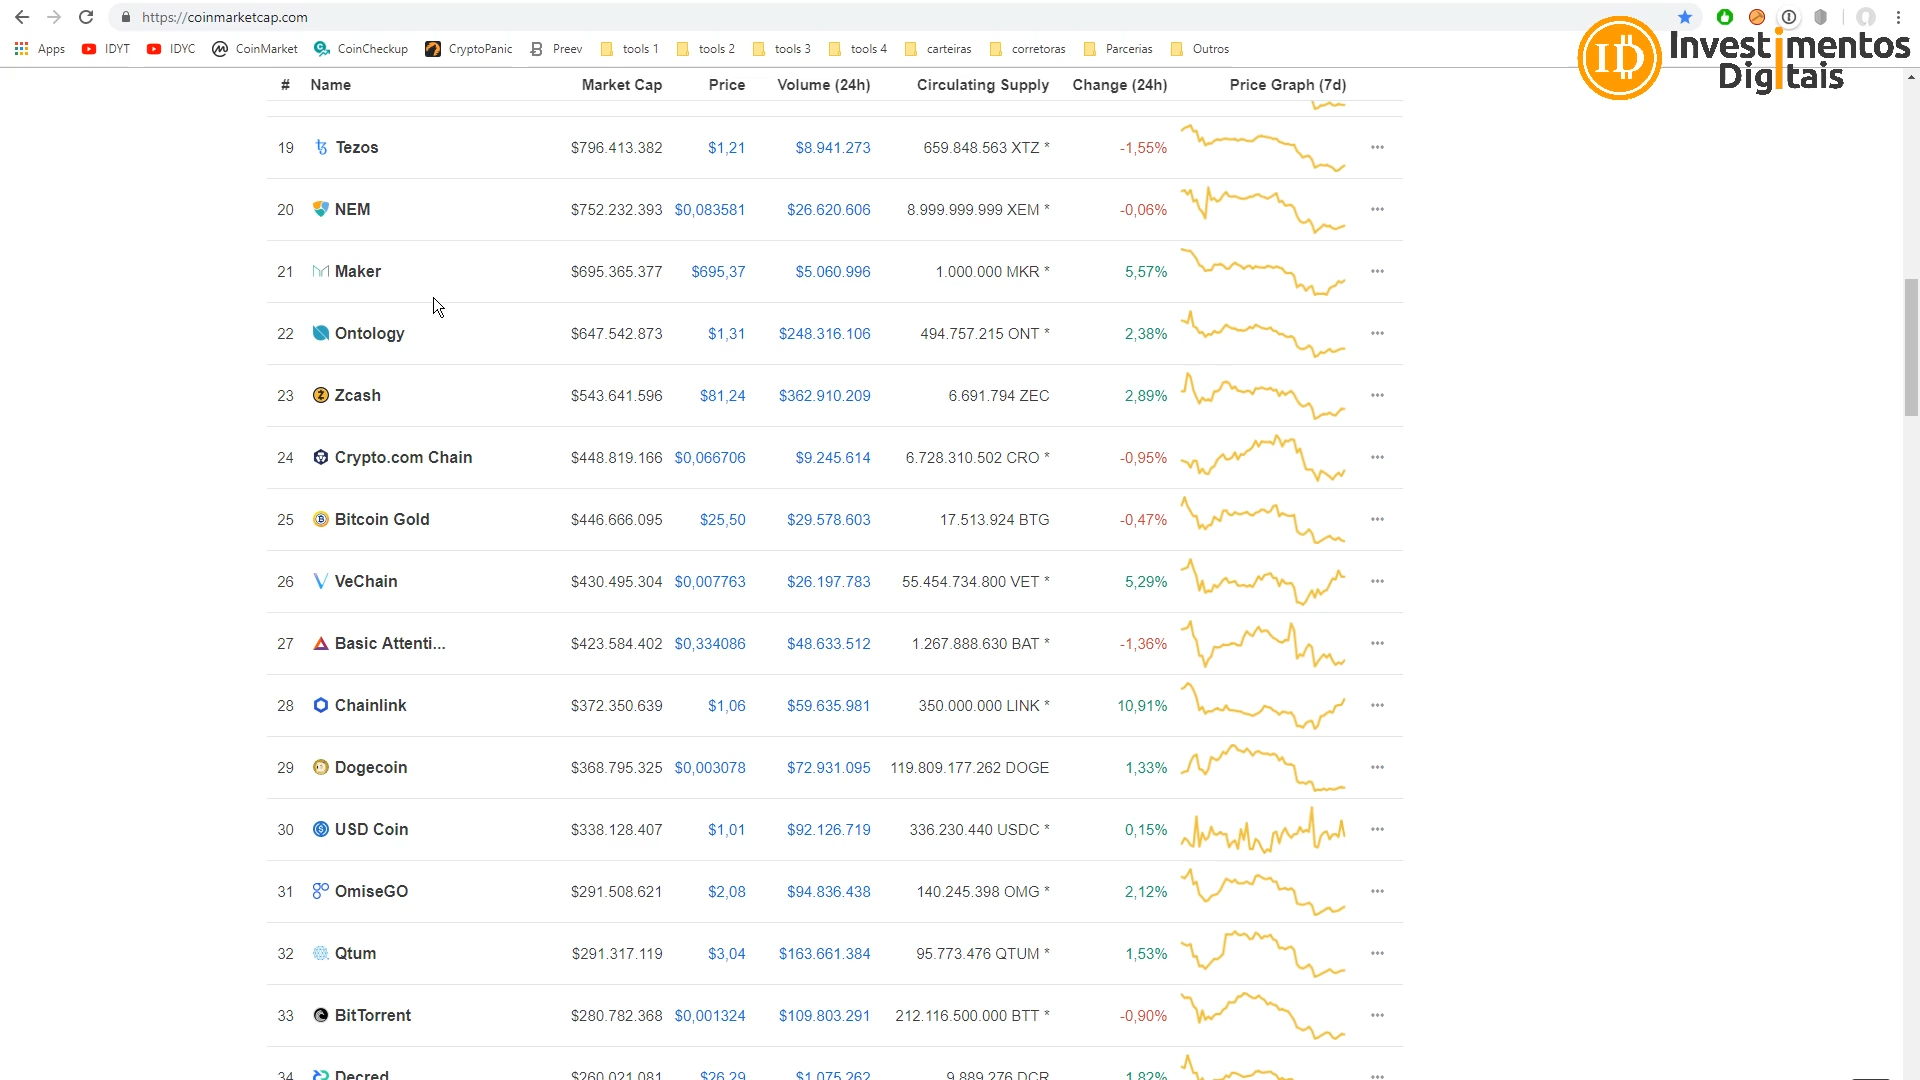 https://coinmarketcap.com
Apps IDYT IDYC CoinMarket CoinCheckup CryptoPanic Preev tools 1 tools 2 tools 3 tools 4 carteiras corretoras Parcerias Outros
ID Investimentos
Digitais
# Name Market Cap Price Volume (24h) Circulating Supply Change (24h) Price Graph (7d)
19 Tezos $796.413.382 $1,21 $8.941.273 659.848.563 XTZ * -1,55%
20 NEM $752.232.393 $0,083581 $26.620.606 8.999.999.999 XEM * -0,06%
21 Maker $695.365.377 $695,37 $5.060.996 1.000.000 MKR * 5,57%
22 Ontology $647.542.873 $1,31 $248.316.106 494.757.215 ONT * 2,38%
23 Zcash $543.641.596 $81,24 $362.910.209 6.691.794 ZEC 2,89%
24 Crypto.com Chain $448.819.166 $0,066706 $9.245.614 6.728.310.502 CRO * -0,95%
25 Bitcoin Gold $446.666.095 $25,50 $29.578.603 17.513.924 BTG -0,47%
26 VeChain $430.495.304 $0,007763 $26.197.783 55.454.734.800 VET * 5,29%
27 Basic Attenti... $423.584.402 $0,334086 $48.633.512 1.267.888.630 BAT * -1,36%
28 Chainlink $372.350.639 $1,06 $59.635.981 350.000.000 LINK * 10,91%
29 Dogecoin $368.795.325 $0,003078 $72.931.095 119.809.177.262 DOGE 1,33%
30 USD Coin $338.128.407 $1,01 $92.126.719 336.230.440 USDC * 0,15%
31 OmiseGO $291.508.621 $2,08 $94.836.438 140.245.398 OMG * 2,12%
32 Qtum $291.317.119 $3,04 $163.661.384 95.773.476 QTUM * 1,53%
33 BitTorrent $280.782.368 $0,001324 $109.803.291 212.116.500.000 BTT * -0,90%
34 Decred $260.021.081 $26,29 $1.075.262 9.889.276 DCR 1,82%